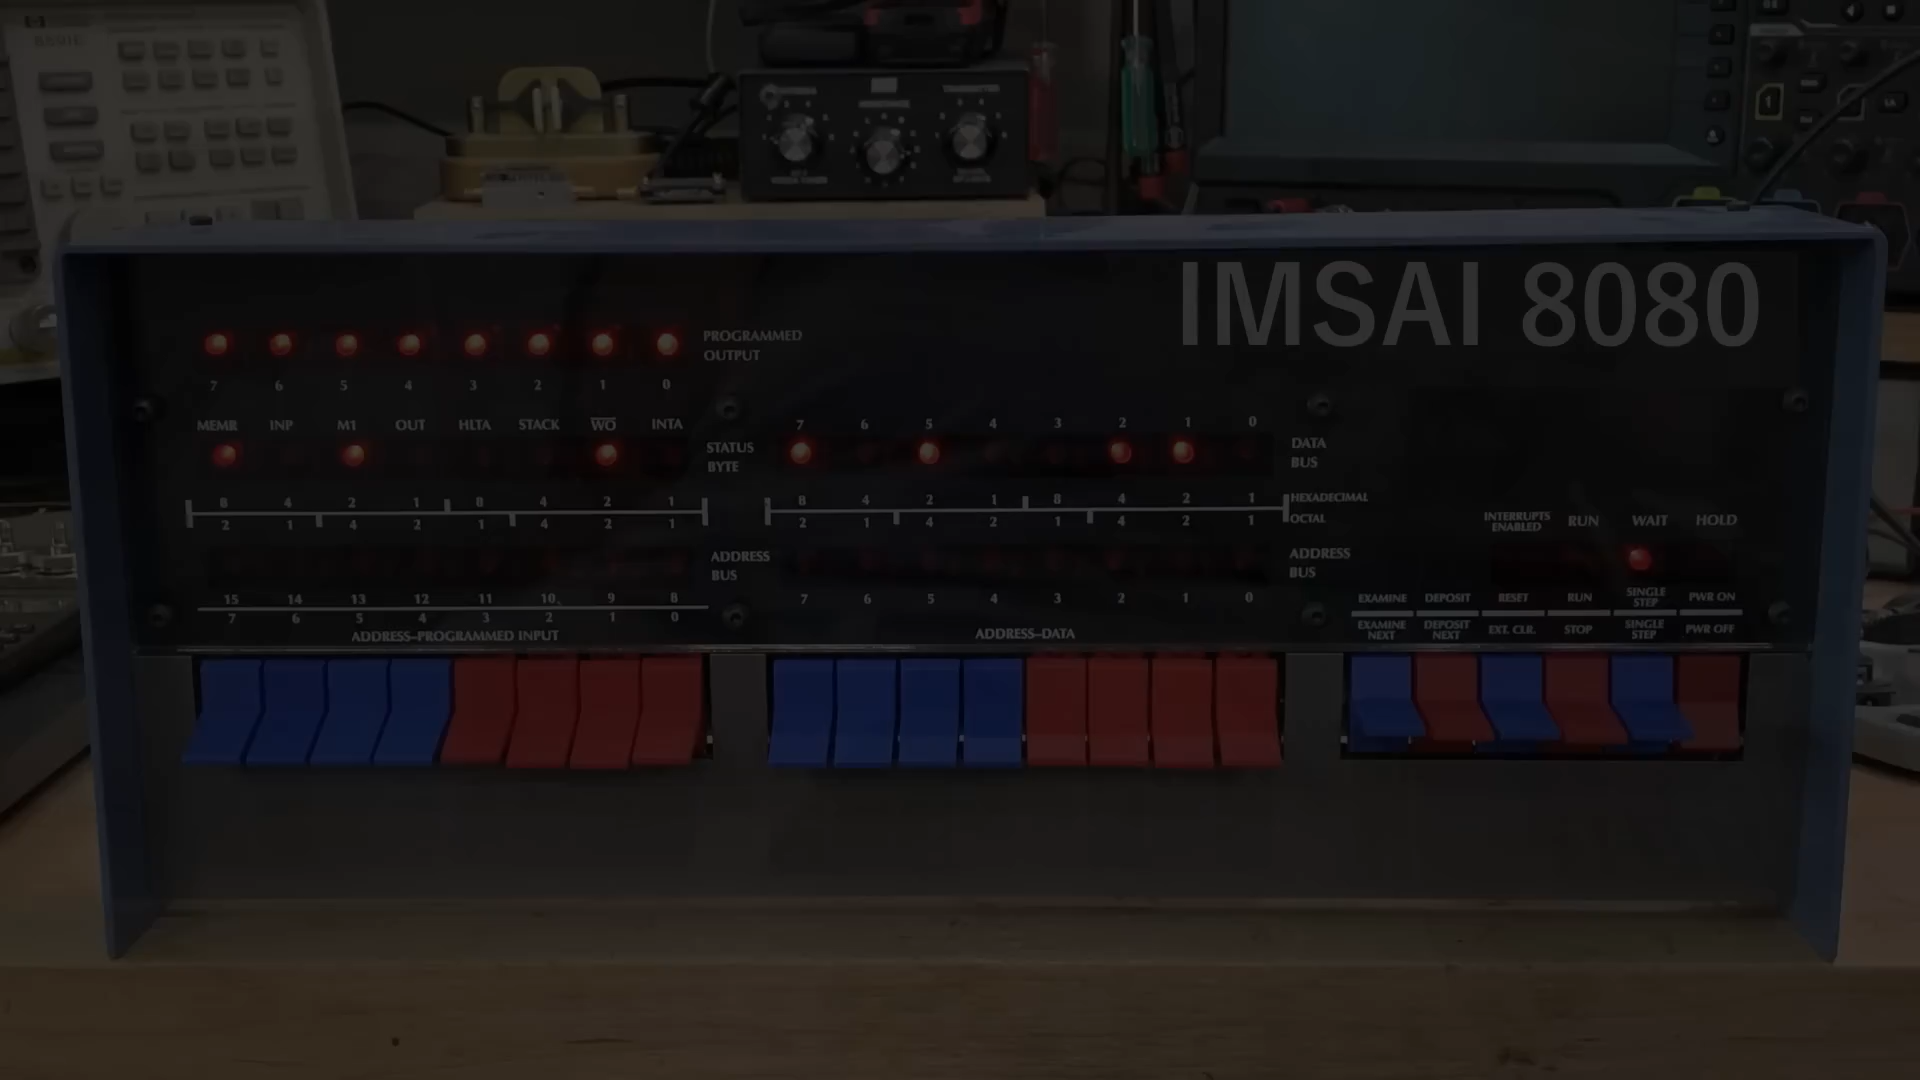 IMSAI 8080
PROGRAMMED
OUTPUT
7 6 5 4 3 2 1 0
MEMR INP M1 OUT HLTA STACK WO INTA
STATUS
BYTE
7 6 5 4 3 2 1 0
DATA
BUS
8 4 2 1 8 4 2 1
2 1 4 2 1 4 2 1
8 4 2 1 8 4 2 1
HEXADECIMAL
2 1 4 2 1 4 2 1
OCTAL
INTERRUPTS
ENABLED
RUN
WAIT
HOLD
ADDRESS
BUS
ADDRESS
BUS
15 14 13 12 11 10 9 8
7 6 5 4 3 2 1 0
ADDRESS–PROGRAMMED INPUT
7 6 5 4 3 2 1 0
ADDRESS–DATA
EXAMINE
EXAMINE
NEXT
DEPOSIT
DEPOSIT
NEXT
RESET
EXT. CLR.
RUN
STOP
SINGLE
STEP
SINGLE
STEP
PWR ON
PWR OFF